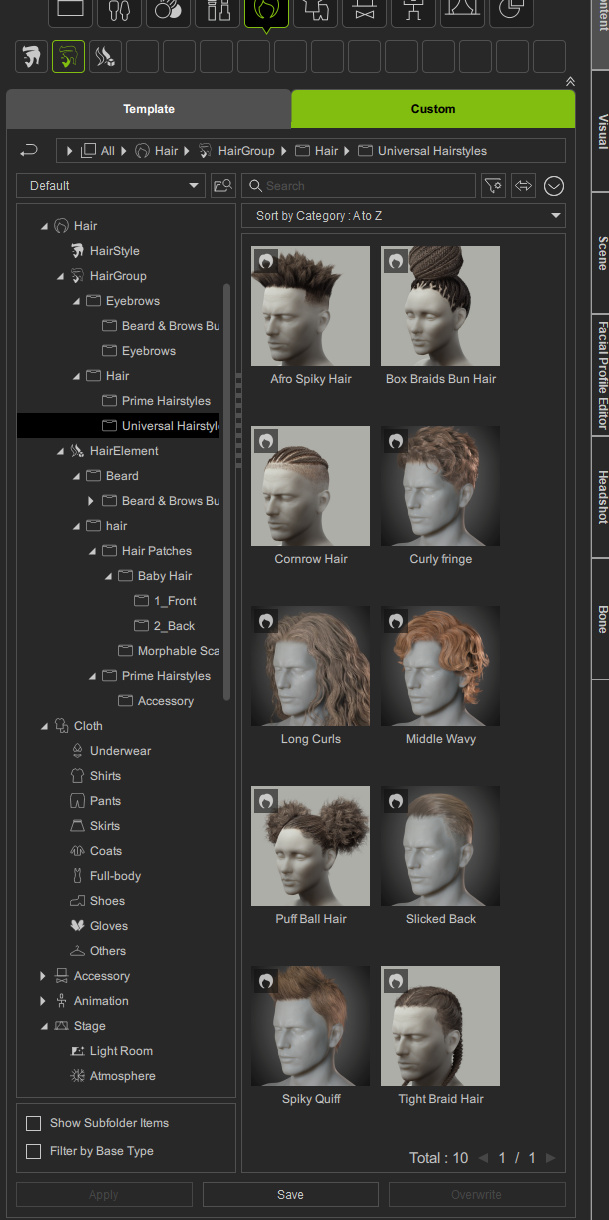 ontent
Visual
Scene
Facial Profile Editor
Headshot
Bone
Template
Custom
All
Hair
HairGroup
Hair
Universal Hairstyles
Default
Search
Sort by Category : A to Z
Hair
HairStyle
HairGroup
Eyebrows
Beard & Brows Bu
Eyebrows
Hair
Prime Hairstyles
Universal Hairstyl
HairElement
Beard
Beard & Brows Bu
hair
Hair Patches
Baby Hair
1_Front
2_Back
Morphable Sca
Prime Hairstyles
Accessory
Cloth
Underwear
Shirts
Pants
Skirts
Coats
Full-body
Shoes
Gloves
Others
Accessory
Animation
Stage
Light Room
Atmosphere
Afro Spiky Hair
Box Braids Bun Hair
Cornrow Hair
Curly fringe
Long Curls
Middle Wavy
Puff Ball Hair
Slicked Back
Spiky Quiff
Tight Braid Hair
Show Subfolder Items
Filter by Base Type
Total : 10
1 / 1
Apply
Save
Overwrite